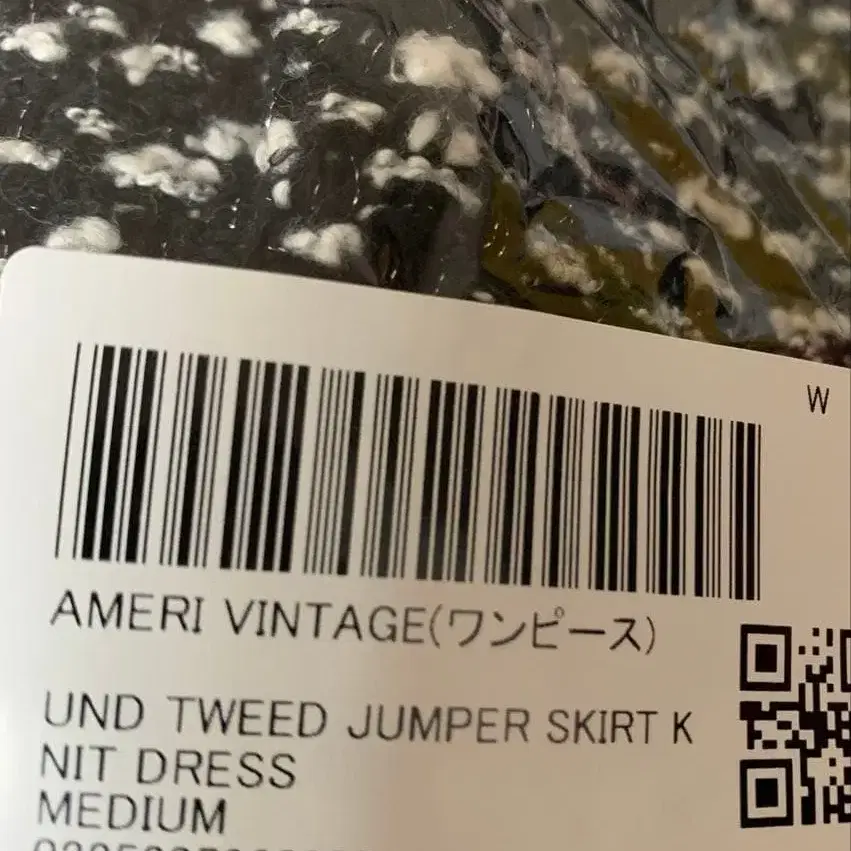 W
AMERI VINTAGE(ワンピース)
UND TWEED JUMPER SKIRT K
NIT DRESS
MEDIUM